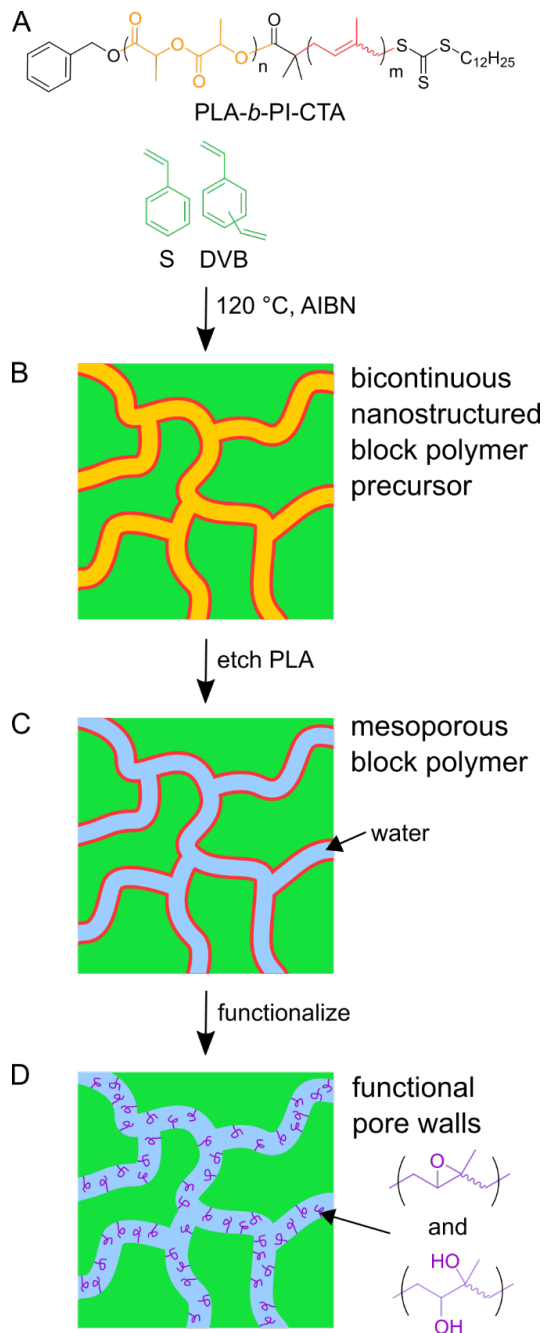 A
O
O
O
O
O
O
n
m
S
S
S
C12H25
PLA-b-PI-CTA
S DVB
120 °C, AIBN
B
bicontinuous
nanostructured
block polymer
precursor
etch PLA
C
mesoporous
block polymer
water
functionalize
D
functional
pore walls
O
and
HO
OH